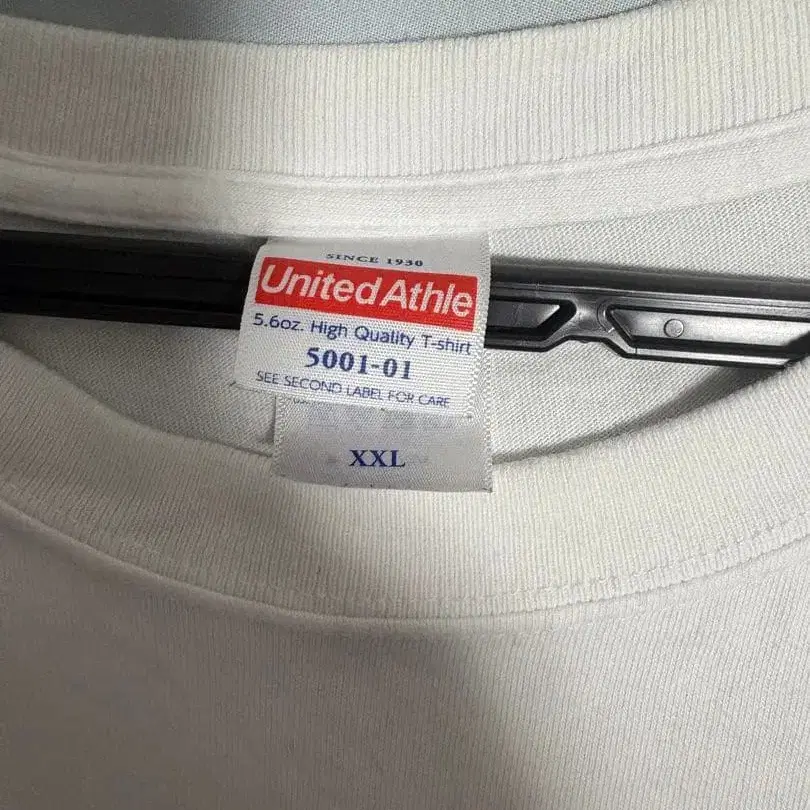 SINCE 1930
United Athle
5.6oz. High Quality T-shirt
5001-01
SEE SECOND LABEL FOR CARE
XXL